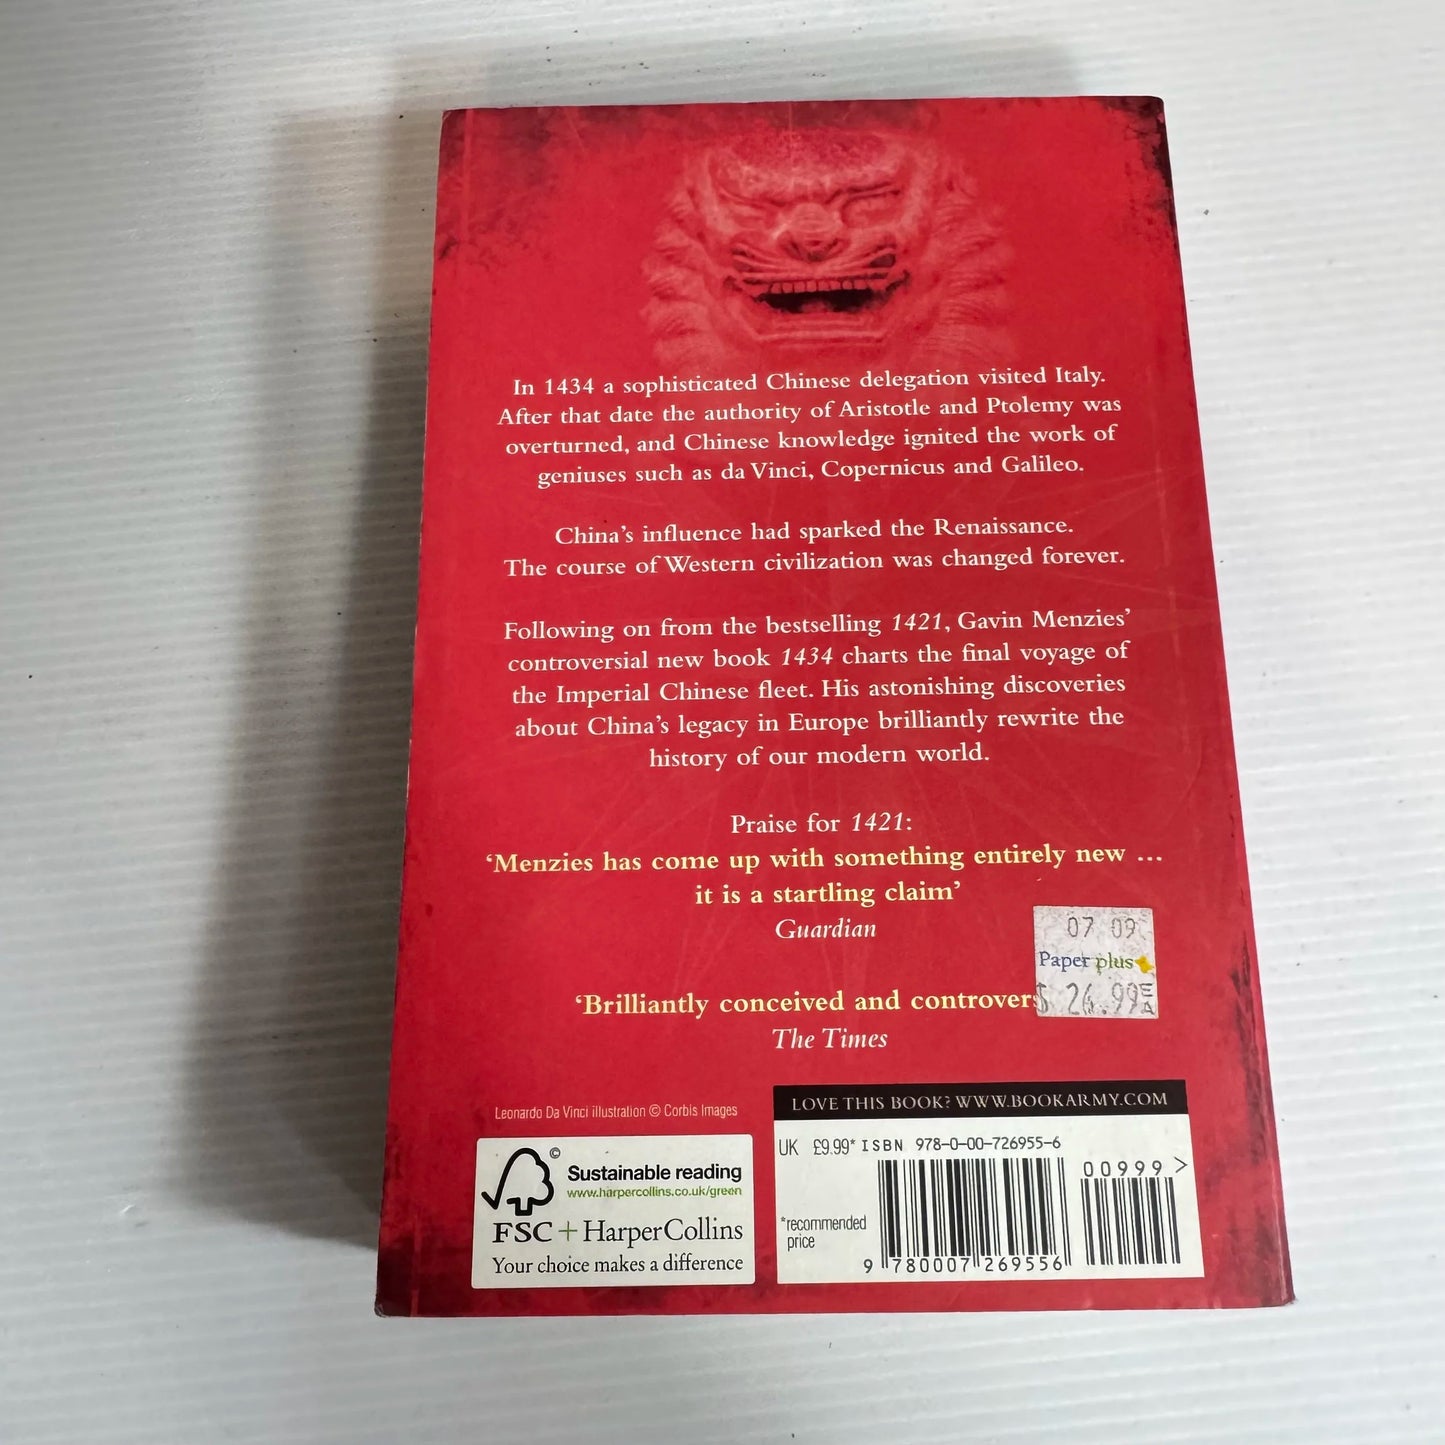 In 1434 a sophisticated Chinese delegation visited Italy.
After that date the authority of Aristotle and Ptolemy was
overturned, and Chinese knowledge ignited the work of
geniuses such as da Vinci, Copernicus and Galileo.
China's influence had sparked the Renaissance.
The course of Western civilization was changed forever.
Following on from the bestselling 1421, Gavin Menzies'
controversial new book 1434 charts the final voyage of
the Imperial Chinese fleet. His astonishing discoveries
about China's legacy in Europe brilliantly rewrite the
history of our modern world.
Praise for 1421:
'Menzies has come up with something entirely new ...
it is a startling claim'
Guardian
'Brilliantly conceived and
The Times
07 09
Paper plus
$ 26.99 EA
Leonardo Da Vinci illustration © Corbis Images
©
Sustainable reading
www.harpercollins.co.uk/green
FSC + HarperCollins
Your choice makes a difference
LOVE THIS BOOK? WWW.BOOKARMY.COM
UK £9.99* ISBN 978-0-00-726955-6
00999 >
*recommended
price
9 780007 269556